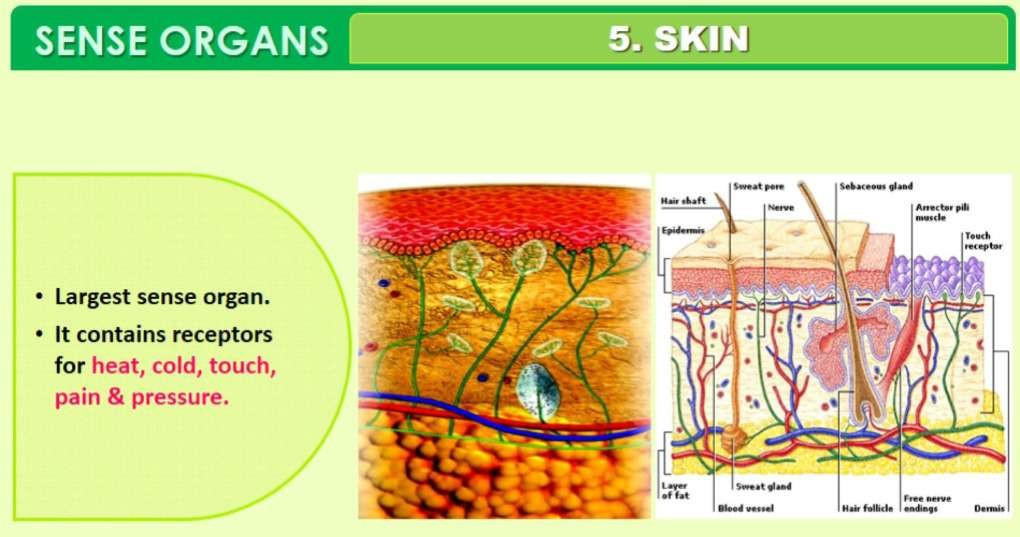 SENSE ORGANS
5. SKIN
• Largest sense organ.
• It contains receptors
for heat, cold, touch,
pain & pressure.
Sweat pore
Sebaceous gland
Hair shaft
Nerve
Arrector pili
muscle
Epidermis
Touch
receptor
Layer
of fat
Sweat gland
Blood vessel
Hair follicle
Free nerve
endings
Dermis